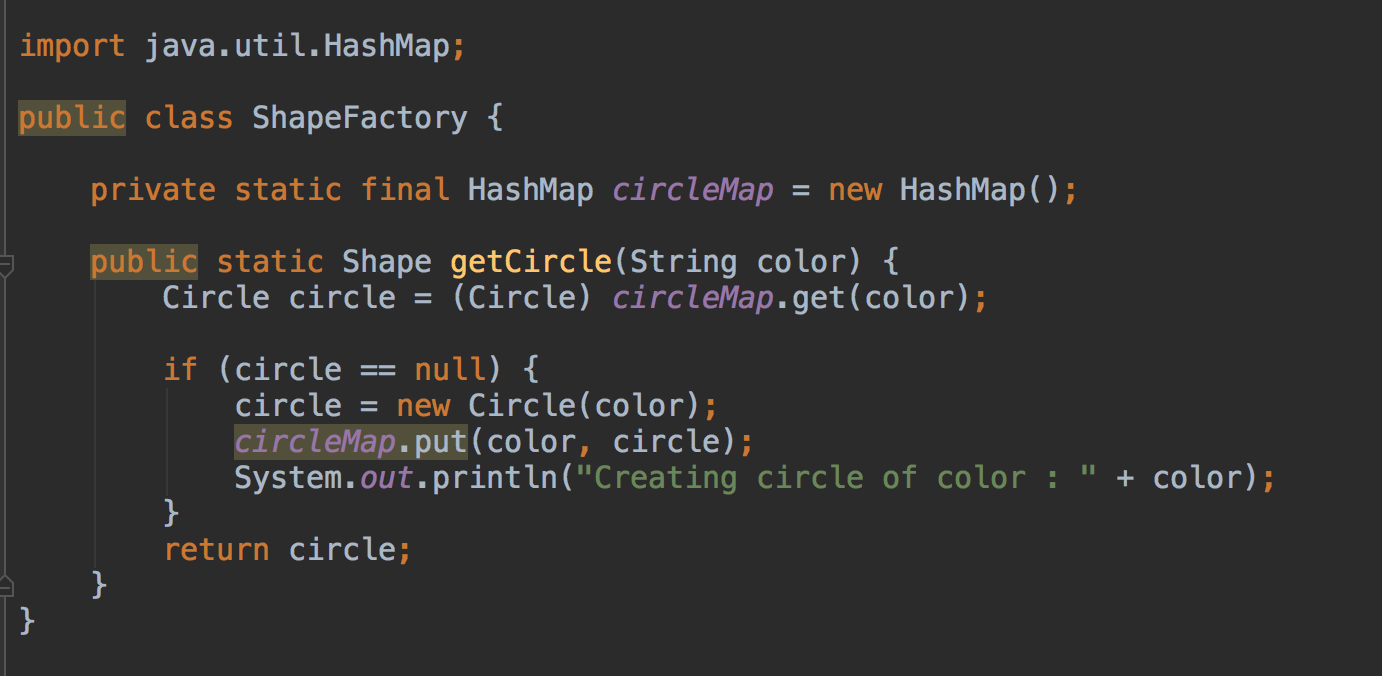 import java.util.HashMap;
public class ShapeFactory {
    private static final HashMap circleMap = new HashMap();
    public static Shape getCircle(String color) {
        Circle circle = (Circle) circleMap.get(color);
        if (circle == null) {
            circle = new Circle(color);
            circleMap.put(color, circle);
            System.out.println("Creating circle of color : " + color);
        }
        return circle;
    }
}